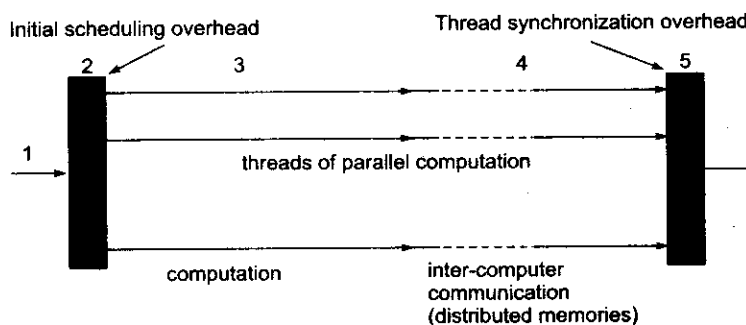 Initial scheduling overhead
Thread synchronization overhead
2
3
4
5
1
threads of parallel computation
computation
inter-computer
communication
(distributed memories)